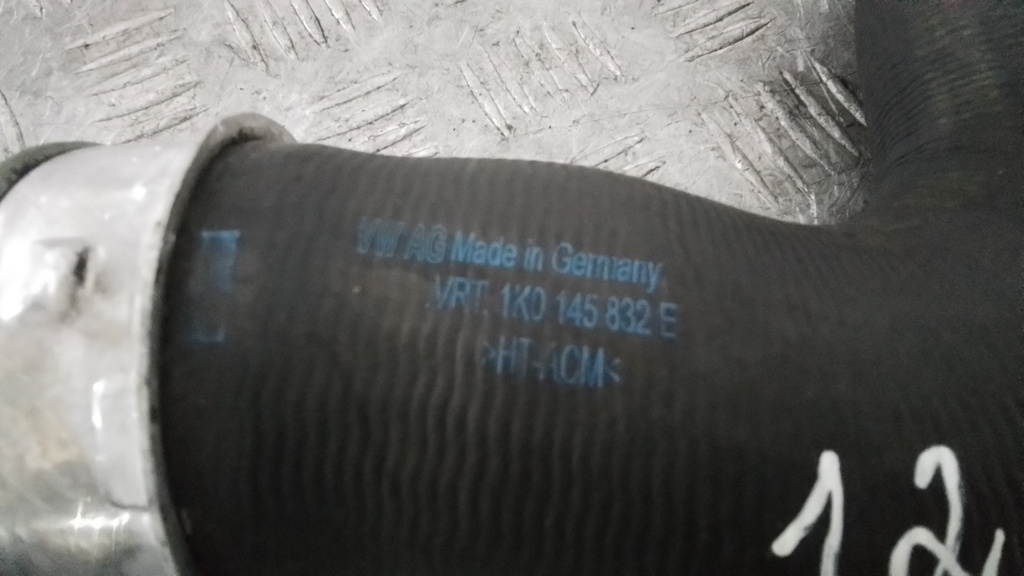 VW AG Made in Germany
VRT. 1K0 145 832 E
>HT-ACM<
12